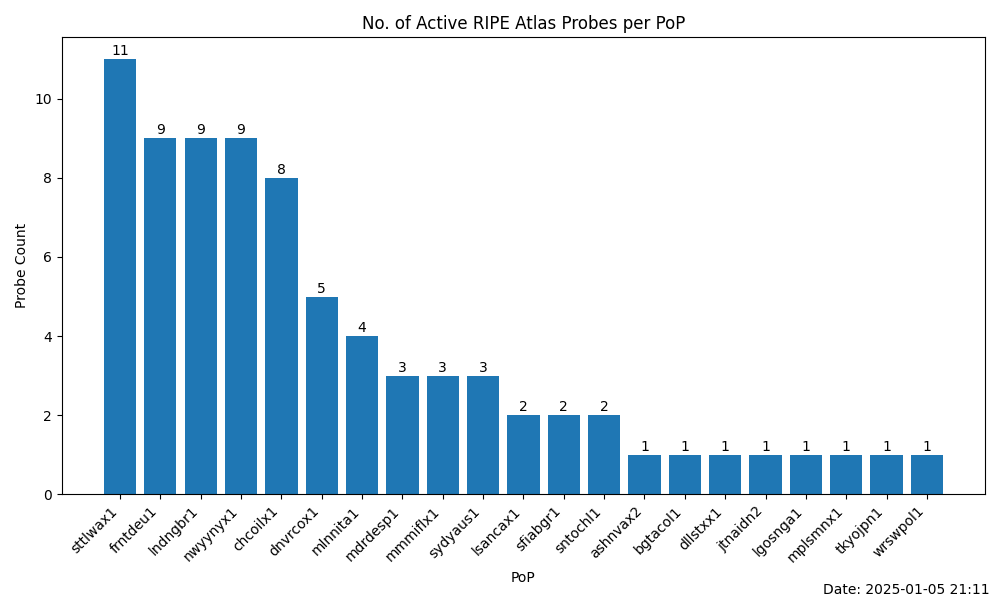 No. of Active RIPE Atlas Probes per PoP
Probe Count
10
8
6
4
2
0
11
9
9
9
8
5
4
3
3
3
2
2
2
1
1
1
1
1
1
1
1
sttlwax1
frntdeu1
lndngbr1
nwyynyx1
chcoilx1
dnvrcox1
mlnnita1
mdrdesp1
mmmiflx1
sydyaus1
lsancax1
sfiabgr1
sntochl1
ashnvax2
bgtacol1
dllstxx1
jtnaidn2
lgosnga1
mplsmnx1
tkyojpn1
wrswpol1
PoP
Date: 2025-01-05 21:11